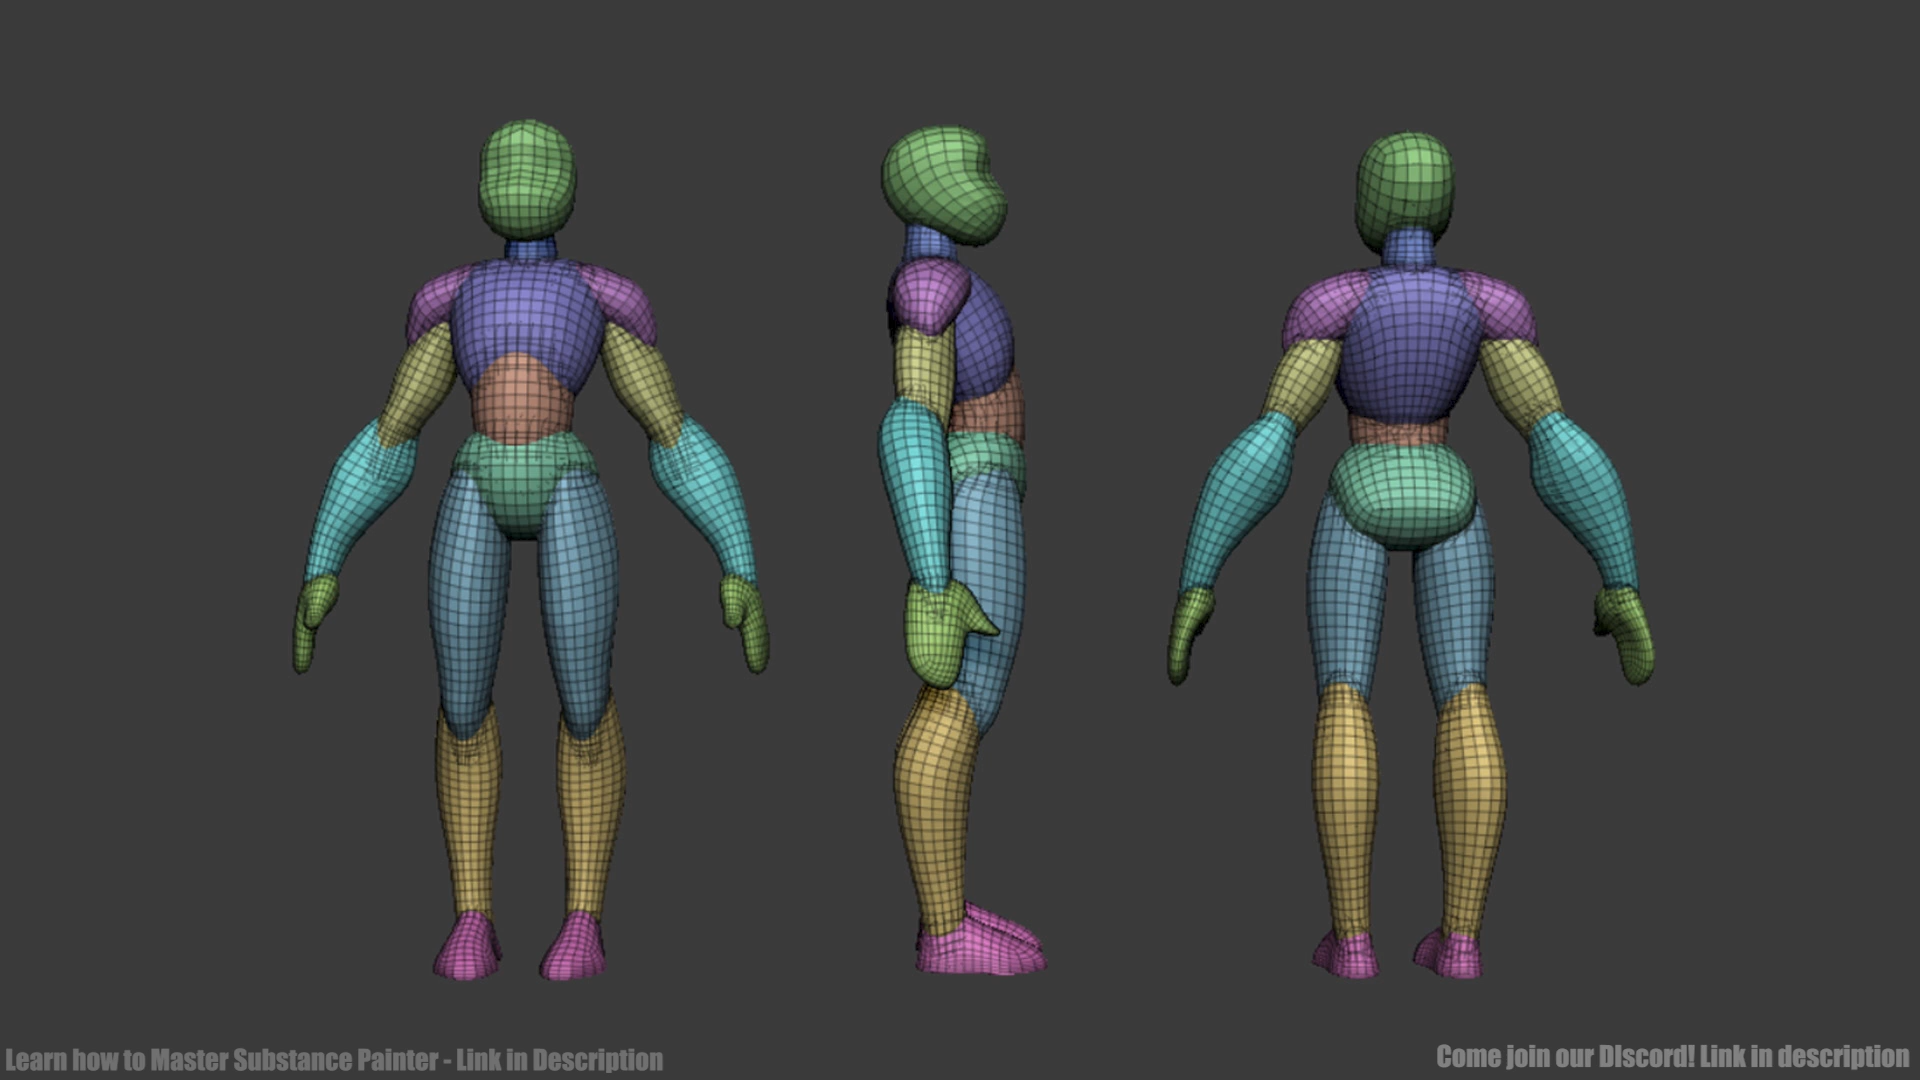 Learn how to Master Substance Painter - Link in Description
Come join our DIscord! Link in description